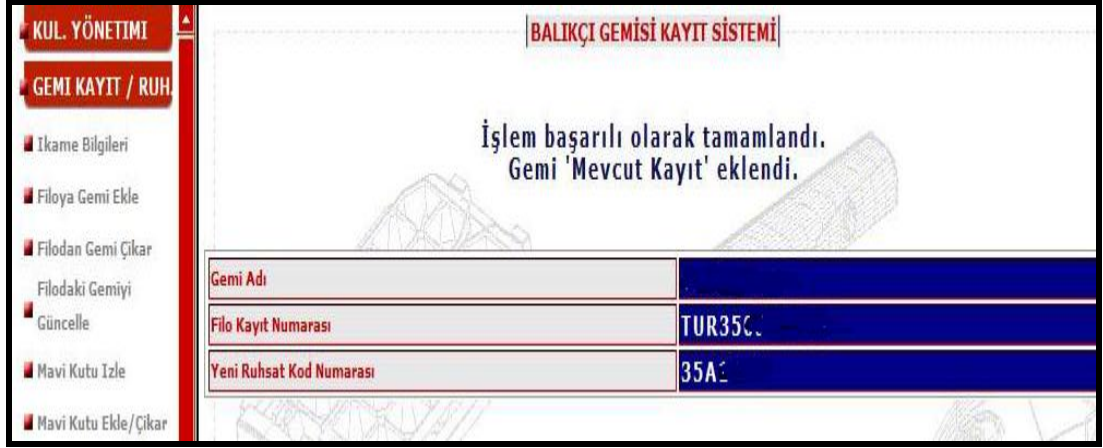 KUL. YÖNETIMI
GEMI KAYIT / RUH.
Ikame Bilgileri
Filoya Gemi Ekle
Filodan Gemi Çikar
Filodaki Gemiyi
Güncelle
Mavi Kutu Izle
Mavi Kutu Ekle/Çikar
BALIKÇI GEMİSİ KAYIT SİSTEMİ
İşlem başarılı olarak tamamlandı.
Gemi 'Mevcut Kayıt' eklendi.
Gemi Adı
Filo Kayıt Numarası
Yeni Ruhsat Kod Numarası